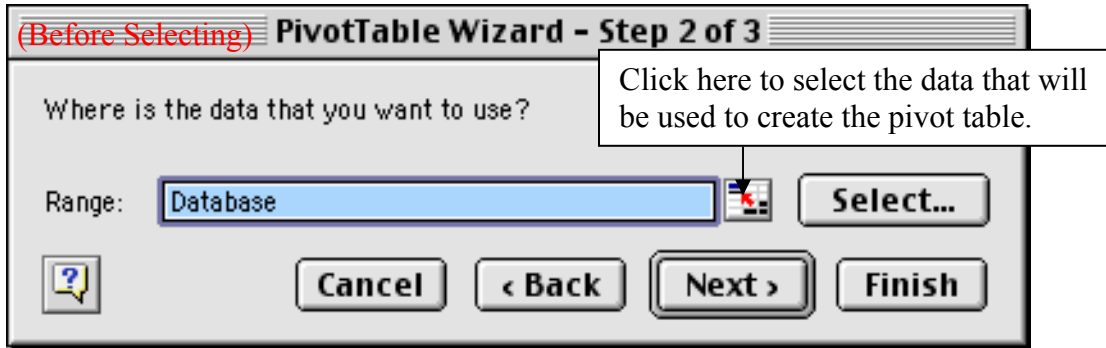 (Before Selecting) PivotTable Wizard – Step 2 of 3
Click here to select the data that will
be used to create the pivot table.
Where is the data that you want to use?
Range: Database Select...
? Cancel ‹ Back Next › Finish